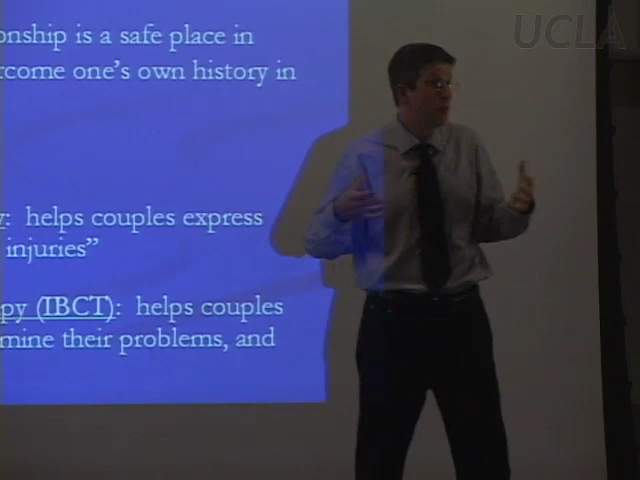 UCLA
onship is a safe place in
rcome one's own history in
y: helps couples express
injuries"
py (IBCT): helps couples
mine their problems, and